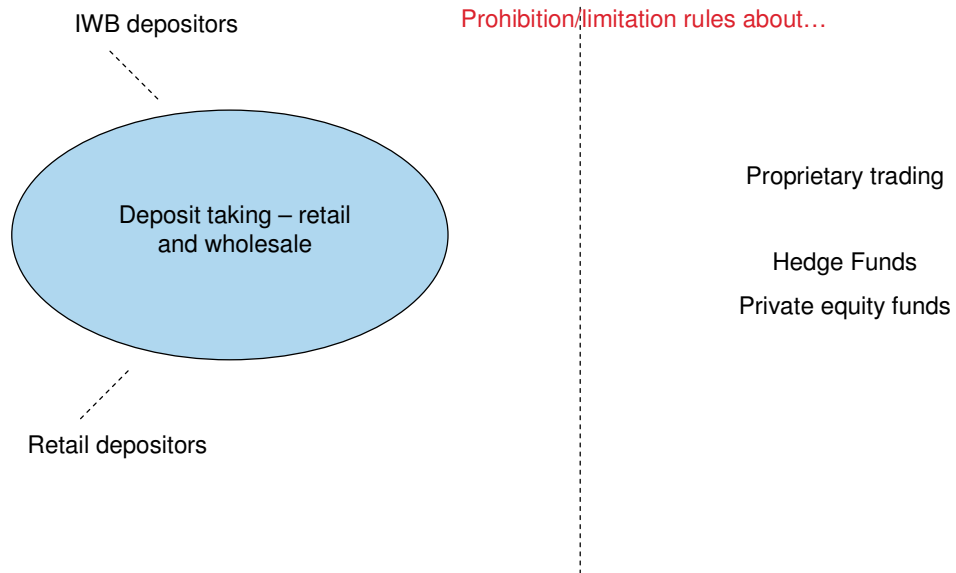 IWB depositors
Prohibition/limitation rules about…
Deposit taking – retail
and wholesale
Proprietary trading
Hedge Funds
Private equity funds
Retail depositors